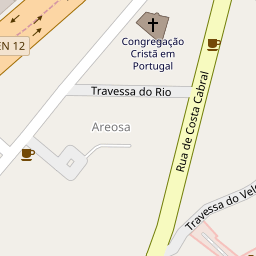 EN 12
Congregação
Cristã em
Portugal
Travessa do Rio
Areosa
Rua de Costa Cabral
Travessa do Vel